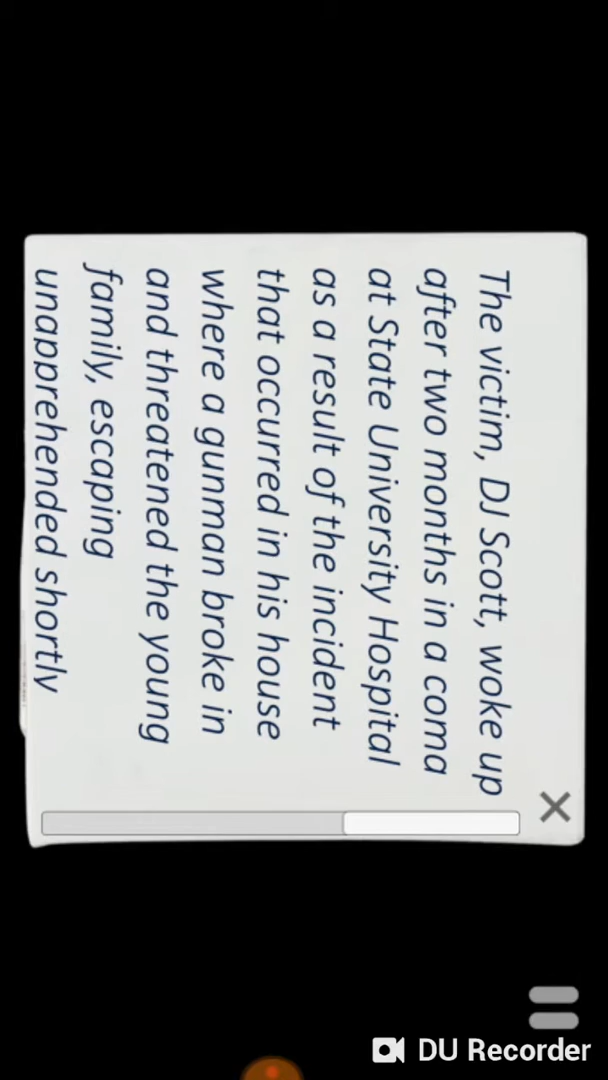 The victim, DJ Scott, woke up
after two months in a coma
at State University Hospital
as a result of the incident
that occurred in his house
where a gunman broke in
and threatened the young
family, escaping
unapprehended shortly
DU Recorder